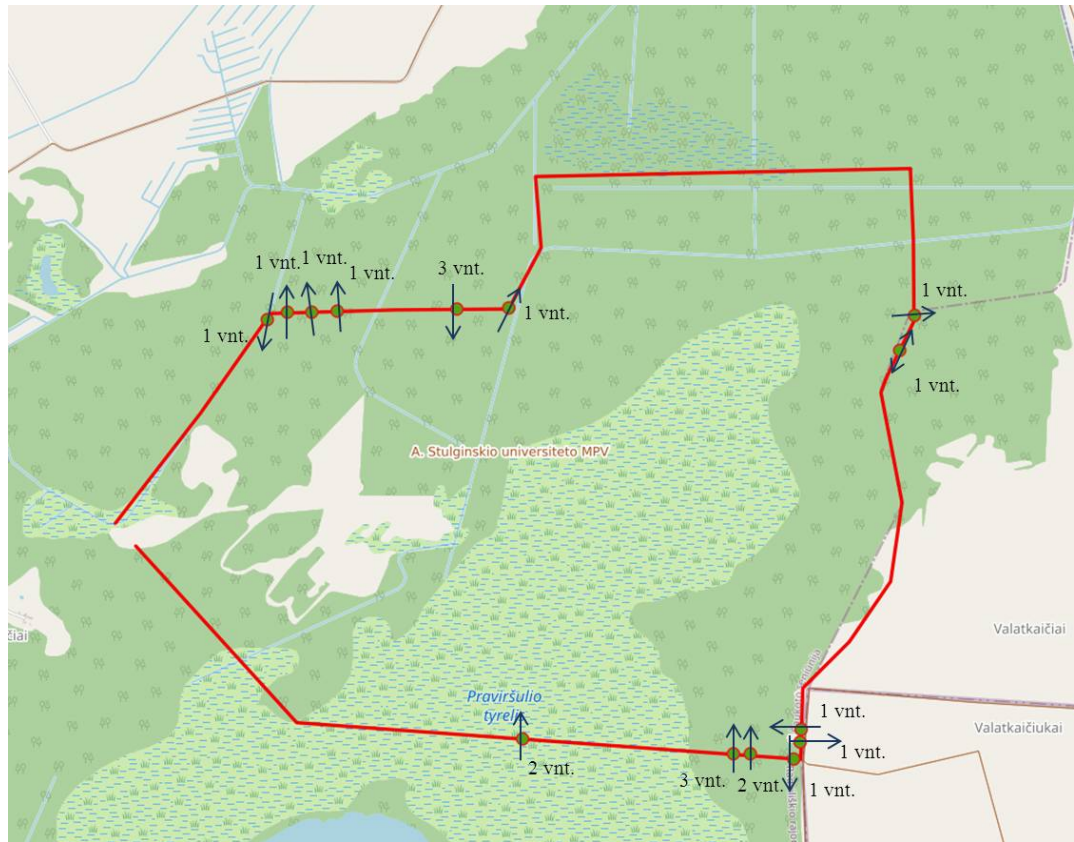 1 vnt.
1 vnt.
1 vnt.
3 vnt.
1 vnt.
1 vnt.
1 vnt.
1 vnt.
A. Stulginskio universiteto MPV
Valatkaičiai
čiai
Praviršulio
tyrelis
Valatkaičiukai
1 vnt.
1 vnt.
2 vnt.
3 vnt.
2 vnt.
1 vnt.